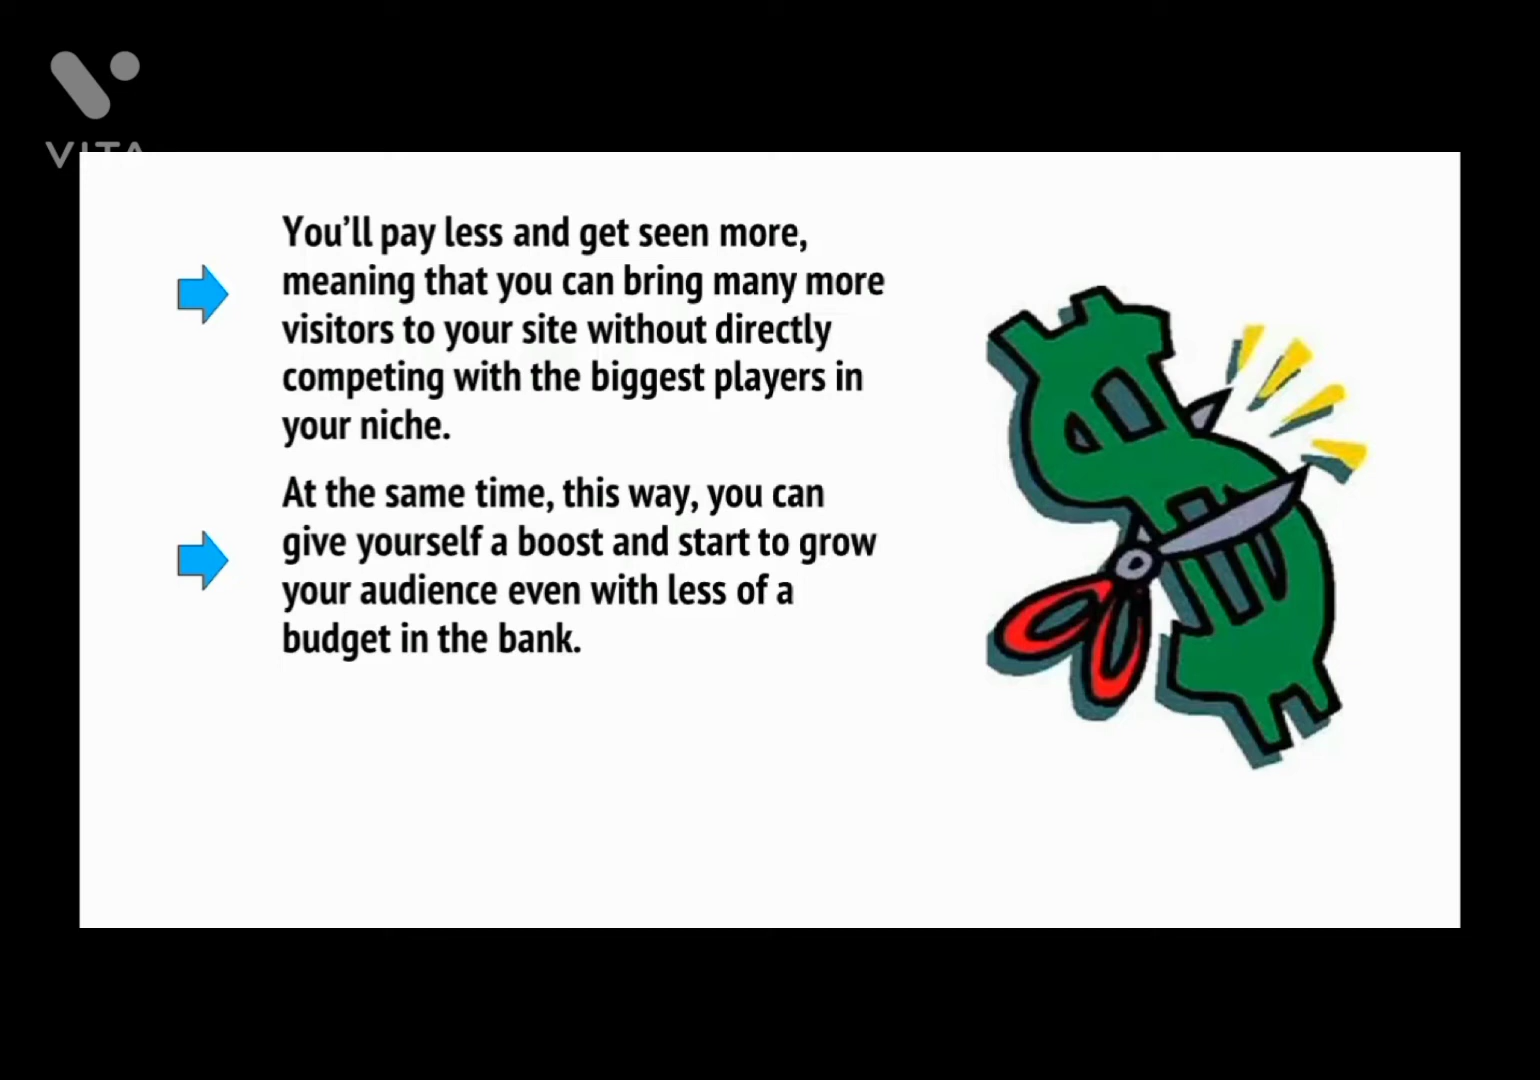 VITA
You’ll pay less and get seen more,
meaning that you can bring many more
visitors to your site without directly
competing with the biggest players in
your niche.
At the same time, this way, you can
give yourself a boost and start to grow
your audience even with less of a
budget in the bank.